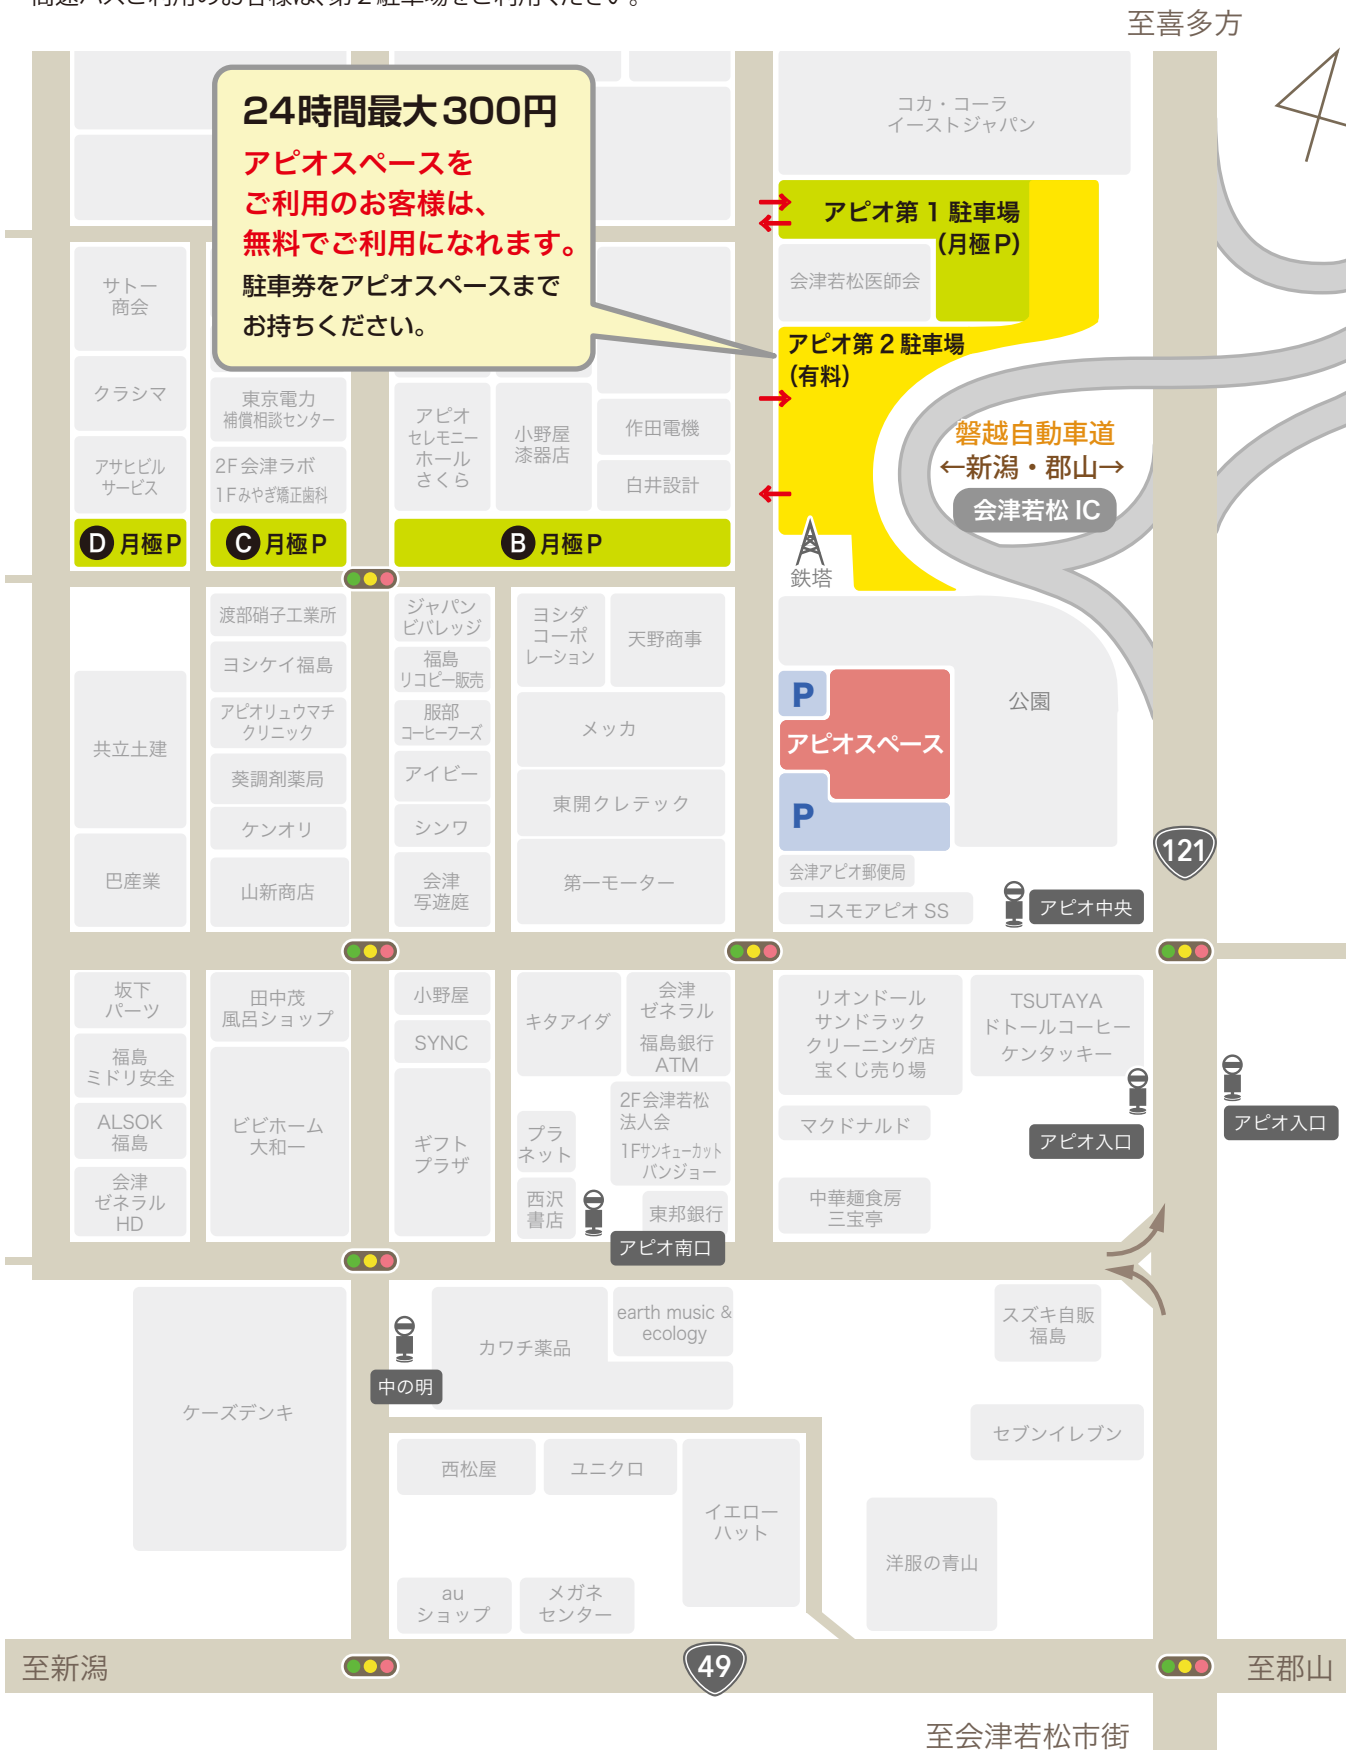 高速バスご利用のお客様は、第2駐車場をご利用ください。
至喜多方
24時間最大300円
アピオスペースを
ご利用のお客様は、
無料でご利用になれます。
駐車券をアピオスペースまで
お持ちください。
コカ・コーラ
イーストジャパン
アピオ第1駐車場
(月極P)
会津若松医師会
アピオ第2駐車場
(有料)
サトー
商会
クラシマ
アサヒビル
サービス
東京電力
補償相談センター
2F会津ラボ
1Fみやぎ矯正歯科
アピオ
セレモニー
ホール
さくら
小野屋
漆器店
作田電機
白井設計
磐越自動車道
←新潟・郡山→
会津若松 IC
D 月極P
C 月極P
B 月極P
鉄塔
渡部硝子工業所
ヨシケイ福島
アピオリュウマチ
クリニック
葵調剤薬局
ケンオリ
山新商店
共立土建
巴産業
ジャパン
ビバレッジ
福島
リコピー販売
服部
コーヒーフーズ
アイビー
シンワ
会津
写遊庭
ヨシダ
コーポ
レーション
天野商事
メッカ
東開クレテック
第一モーター
P
アピオスペース
P
公園
会津アピオ郵便局
コスモアピオ SS
アピオ中央
121
坂下
パーツ
福島
ミドリ安全
ALSOK
福島
会津
ゼネラル
HD
田中茂
風呂ショップ
ビビホーム
大和一
小野屋
SYNC
ギフト
プラザ
キタアイダ
会津
ゼネラル
福島銀行
ATM
2F会津若松
法人会
1Fサンキューカット
バンジョー
プラ
ネット
西沢
書店
東邦銀行
アピオ南口
リオンドール
サンドラック
クリーニング店
宝くじ売り場
TSUTAYA
ドトールコーヒー
ケンタッキー
マクドナルド
中華麺食房
三宝亭
アピオ入口
アピオ入口
ケーズデンキ
中の明
カワチ薬品
earth music &
ecology
スズキ自販
福島
セブンイレブン
西松屋
ユニクロ
イエロー
ハット
洋服の青山
au
ショップ
メガネ
センター
至新潟
49
至郡山
至会津若松市街